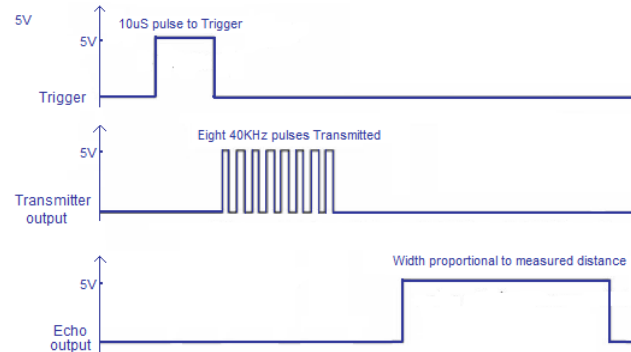 5V
10uS pulse to Trigger
5V
Trigger
Eight 40KHz pulses Transmitted
5V
Transmitter
output
Width proportional to measured distance
5V
Echo
output